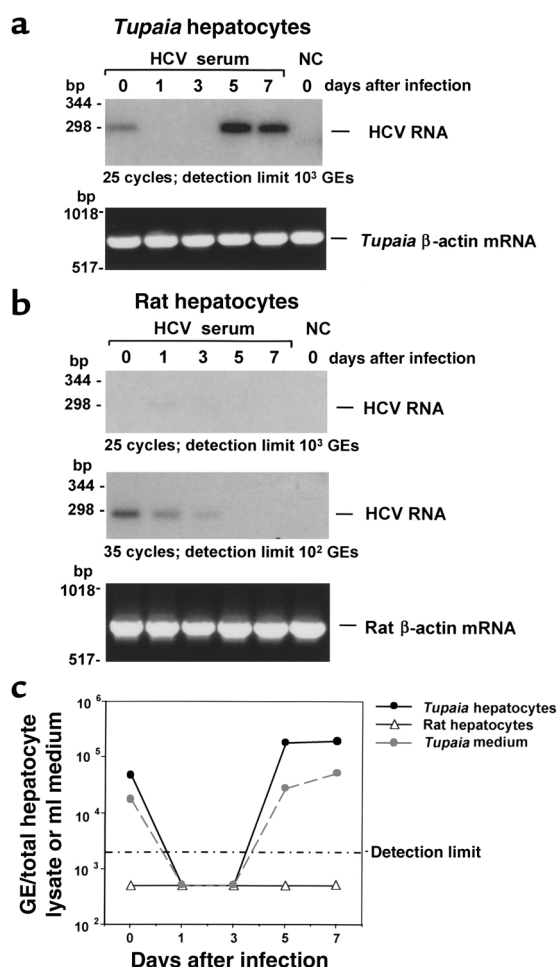 a
Tupaia hepatocytes
HCV serum NC
bp 0 1 3 5 7 0 days after infection
344 -
298 - — HCV RNA
25 cycles; detection limit 10³ GEs
bp
1018-
— Tupaia β-actin mRNA
517-
b
Rat hepatocytes
HCV serum NC
bp 0 1 3 5 7 0 days after infection
344 -
298 - — HCV RNA
25 cycles; detection limit 10³ GEs
bp
344 -
298 - — HCV RNA
35 cycles; detection limit 10² GEs
bp
1018-
— Rat β-actin mRNA
517-
c
GE/total hepatocyte
lysate or ml medium
10⁶
10⁵
10⁴
10³
10²
Tupaia hepatocytes
Rat hepatocytes
Tupaia medium
Detection limit
0 1 3 5 7
Days after infection